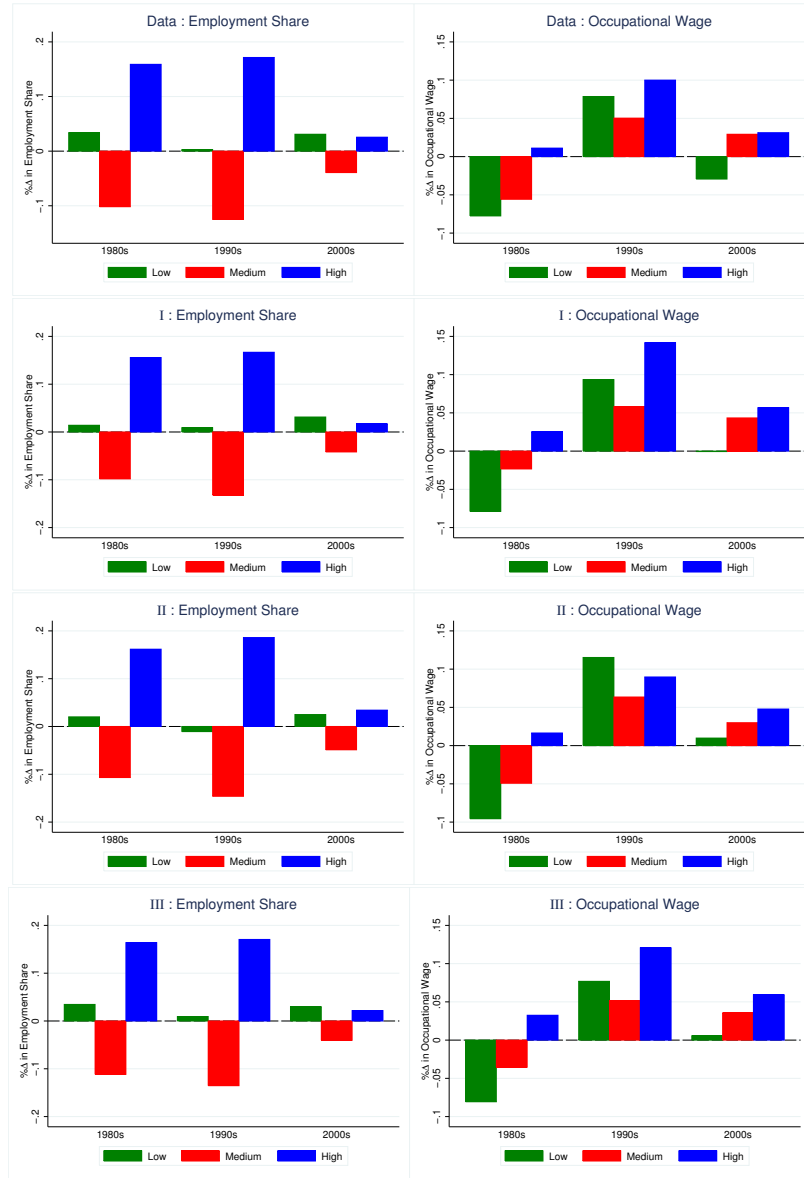 Data : Employment Share
%Δ in Employment Share
.2
.1
0
-.1
1980s 1990s 2000s
Low Medium High
Data : Occupational Wage
%Δ in Occupational Wage
.15
.1
.05
0
-.05
-.1
1980s 1990s 2000s
Low Medium High
I : Employment Share
%Δ in Employment Share
.2
.1
0
-.1
-.2
1980s 1990s 2000s
Low Medium High
I : Occupational Wage
%Δ in Occupational Wage
.15
.1
.05
0
-.05
-.1
1980s 1990s 2000s
Low Medium High
II : Employment Share
%Δ in Employment Share
.2
.1
0
-.1
-.2
1980s 1990s 2000s
Low Medium High
II : Occupational Wage
%Δ in Occupational Wage
.15
.1
.05
0
-.05
-.1
1980s 1990s 2000s
Low Medium High
III : Employment Share
%Δ in Employment Share
.2
.1
0
-.1
-.2
1980s 1990s 2000s
Low Medium High
III : Occupational Wage
%Δ in Occupational Wage
.15
.1
.05
0
-.05
-.1
1980s 1990s 2000s
Low Medium High